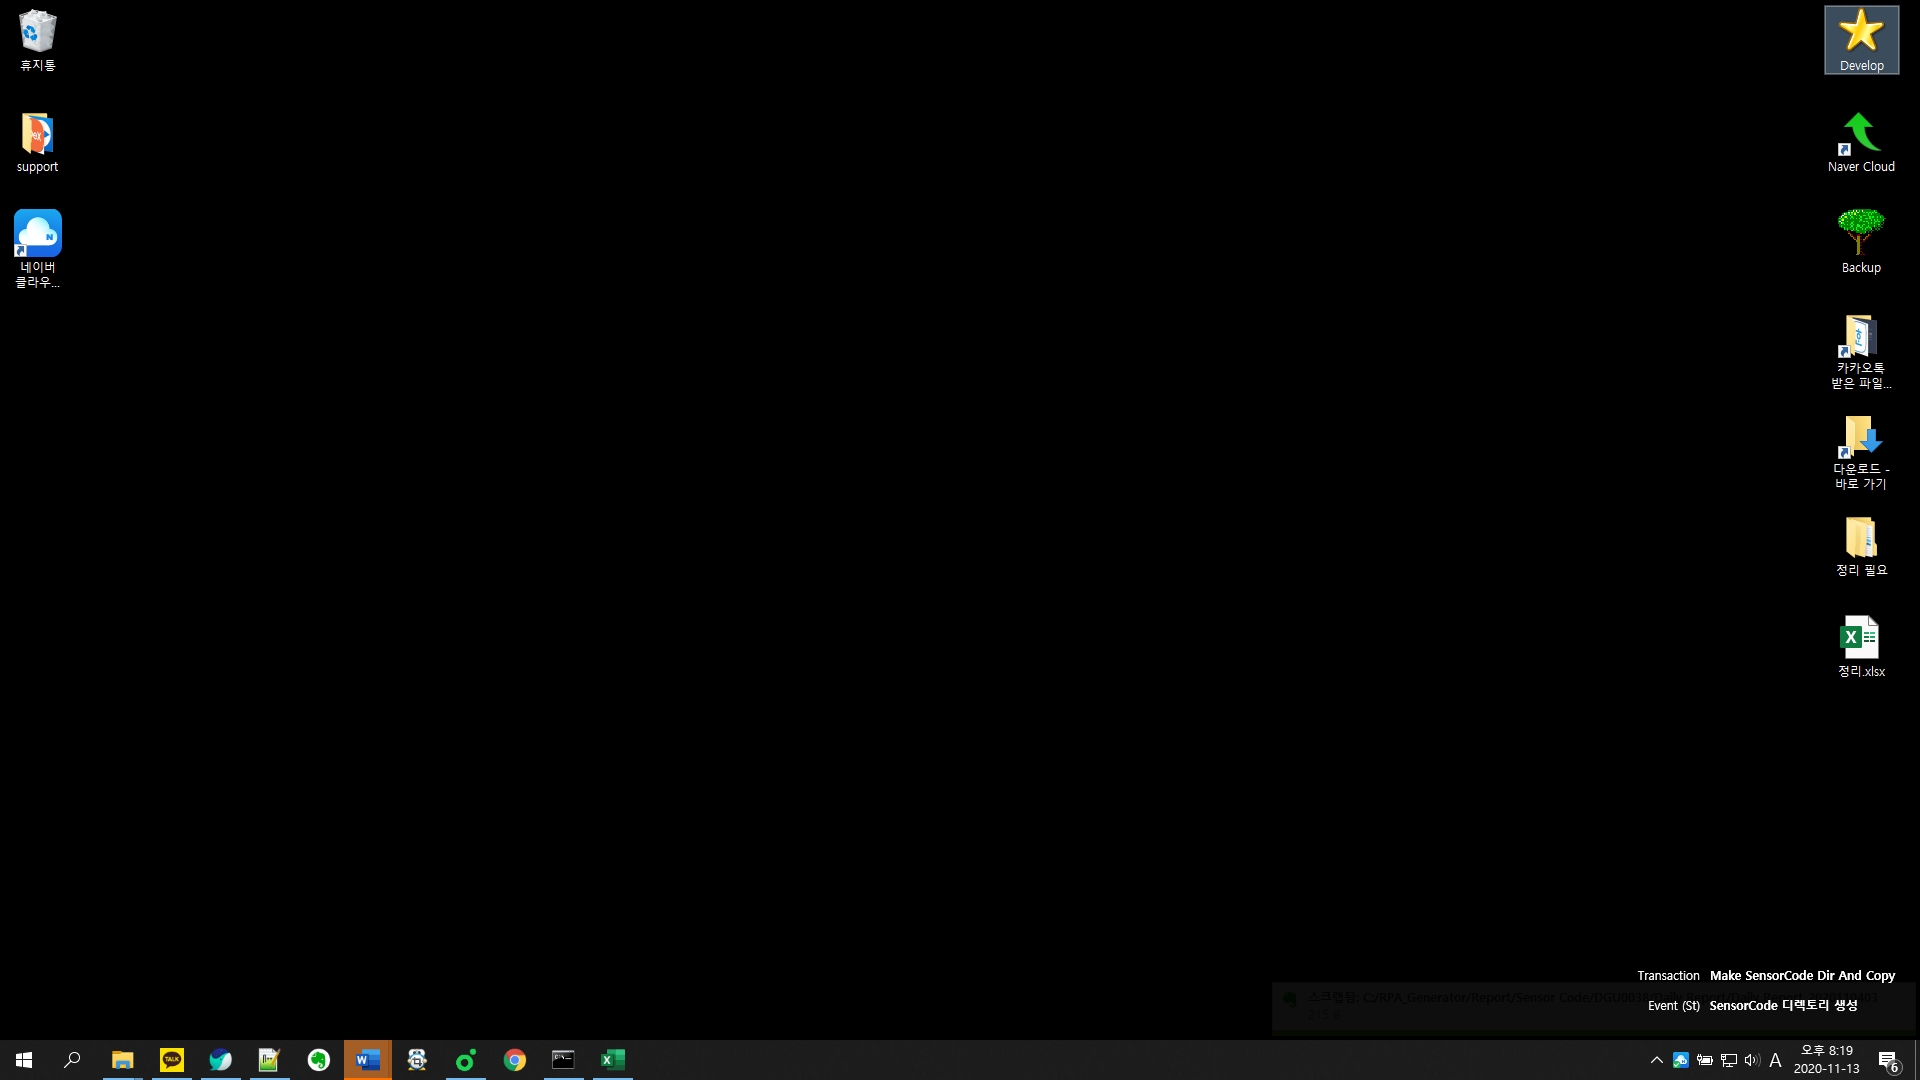 휴지통
support
네이버
클라우...
Develop
Naver Cloud
Backup
카카오톡
받은 파일...
다운로드 -
바로 가기
정리 필요
정리.xlsx
Transaction Make SensorCode Dir And Copy
스크랩됨: C:/RPA_Generator/Report/Sensor Code/
Event (St) SensorCode 디렉토리 생성
TALK
A
오후 8:19
2020-11-13
6